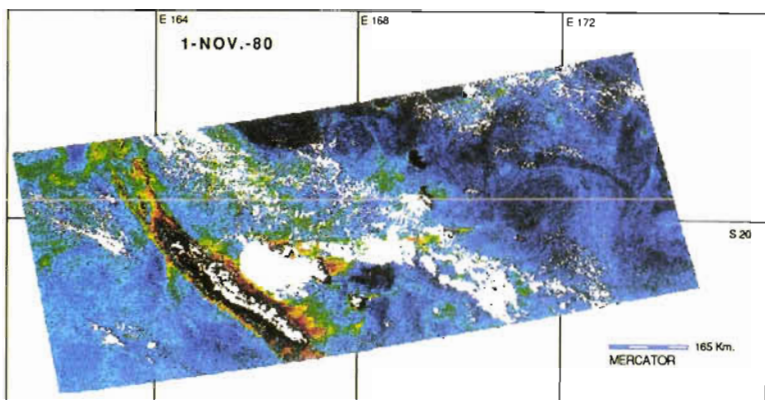 E 164
E 168
E 172
1-NOV.-80
S 20
165 Km.
MERCATOR